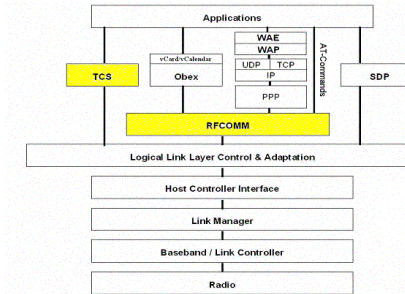 Applications
WAE
WAP
vCard/vCalendar
UDP TCP
AT-Commands
TCS
Obex
IP
SDP
PPP
RFCOMM
Logical Link Layer Control & Adaptation
Host Controller Interface
Link Manager
Baseband / Link Controller
Radio